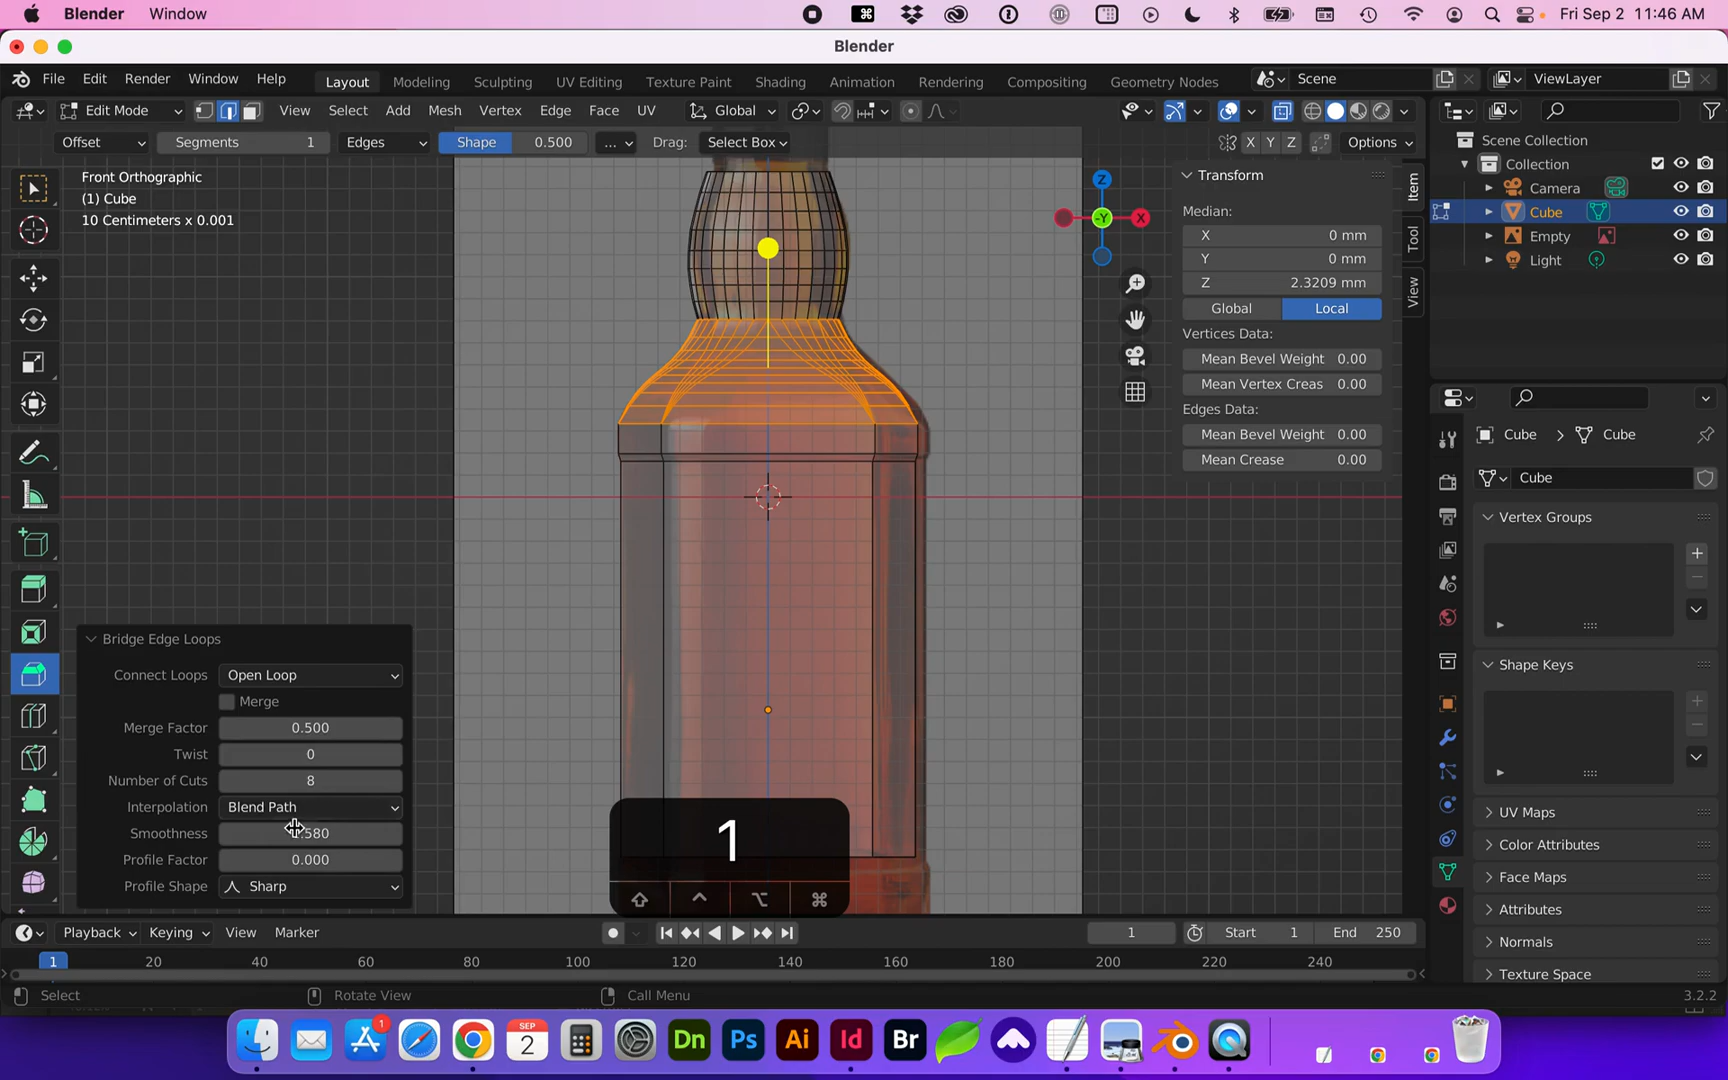 Blender
Window
Fri Sep 2 11:46 AM
Blender
File
Edit
Render
Window
Help
Layout
Modeling
Sculpting
UV Editing
Texture Paint
Shading
Animation
Rendering
Compositing
Geometry Nodes
Scene
ViewLayer
Edit Mode
View
Select
Add
Mesh
Vertex
Edge
Face
UV
Global
Offset
Segments 1
Edges
Shape 0.500
...
Drag:
Select Box
X
Y
Z
Options
Front Orthographic
(1) Cube
10 Centimeters x 0.001
Z
-Y
X
Transform
Median:
X 0 mm
Y 0 mm
Z 2.3209 mm
Global
Local
Vertices Data:
Mean Bevel Weight 0.00
Mean Vertex Creas 0.00
Edges Data:
Mean Bevel Weight 0.00
Mean Crease 0.00
Item
Tool
View
Scene Collection
Collection
Camera
Cube
Empty
Light
Cube
Cube
Cube
Vertex Groups
Shape Keys
UV Maps
Color Attributes
Face Maps
Attributes
Normals
Texture Space
Bridge Edge Loops
Connect Loops Open Loop
Merge
Merge Factor 0.500
Twist 0
Number of Cuts 8
Interpolation Blend Path
Smoothness .580
Profile Factor 0.000
Profile Shape Sharp
1
Playback
Keying
View
Marker
1
Start 1
End 250
1
20
40
60
80
100
120
140
160
180
200
220
240
Select
Rotate View
Call Menu
3.2.2
1
SEP
2
Dn
Ps
Ai
Id
Br